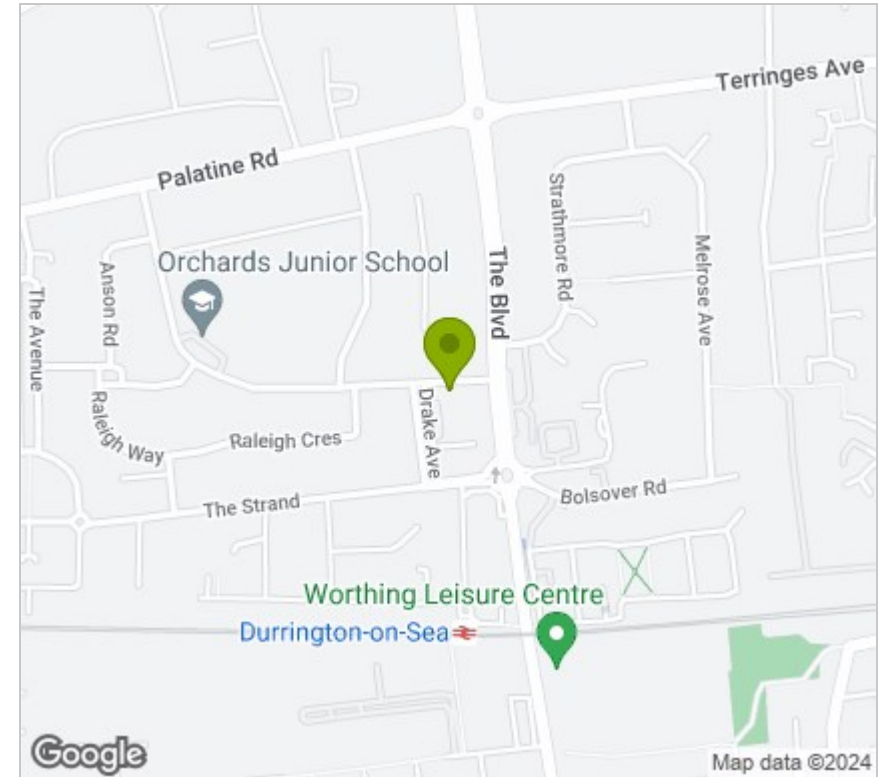 Terringes Ave
Palatine Rd
Strathmore Rd
Orchards Junior School
The Blvd
Melrose Ave
Anson Rd
The Avenue
Drake Ave
Raleigh Way
Raleigh Cres
The Strand
Bolsover Rd
Worthing Leisure Centre
Durrington-on-Sea
Google
Map data ©2024